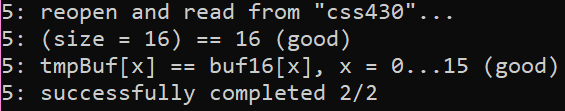 5: reopen and read from "css430"...
5: (size = 16) == 16 (good)
5: tmpBuf[x] == buf16[x], x = 0...15 (good)
5: successfully completed 2/2